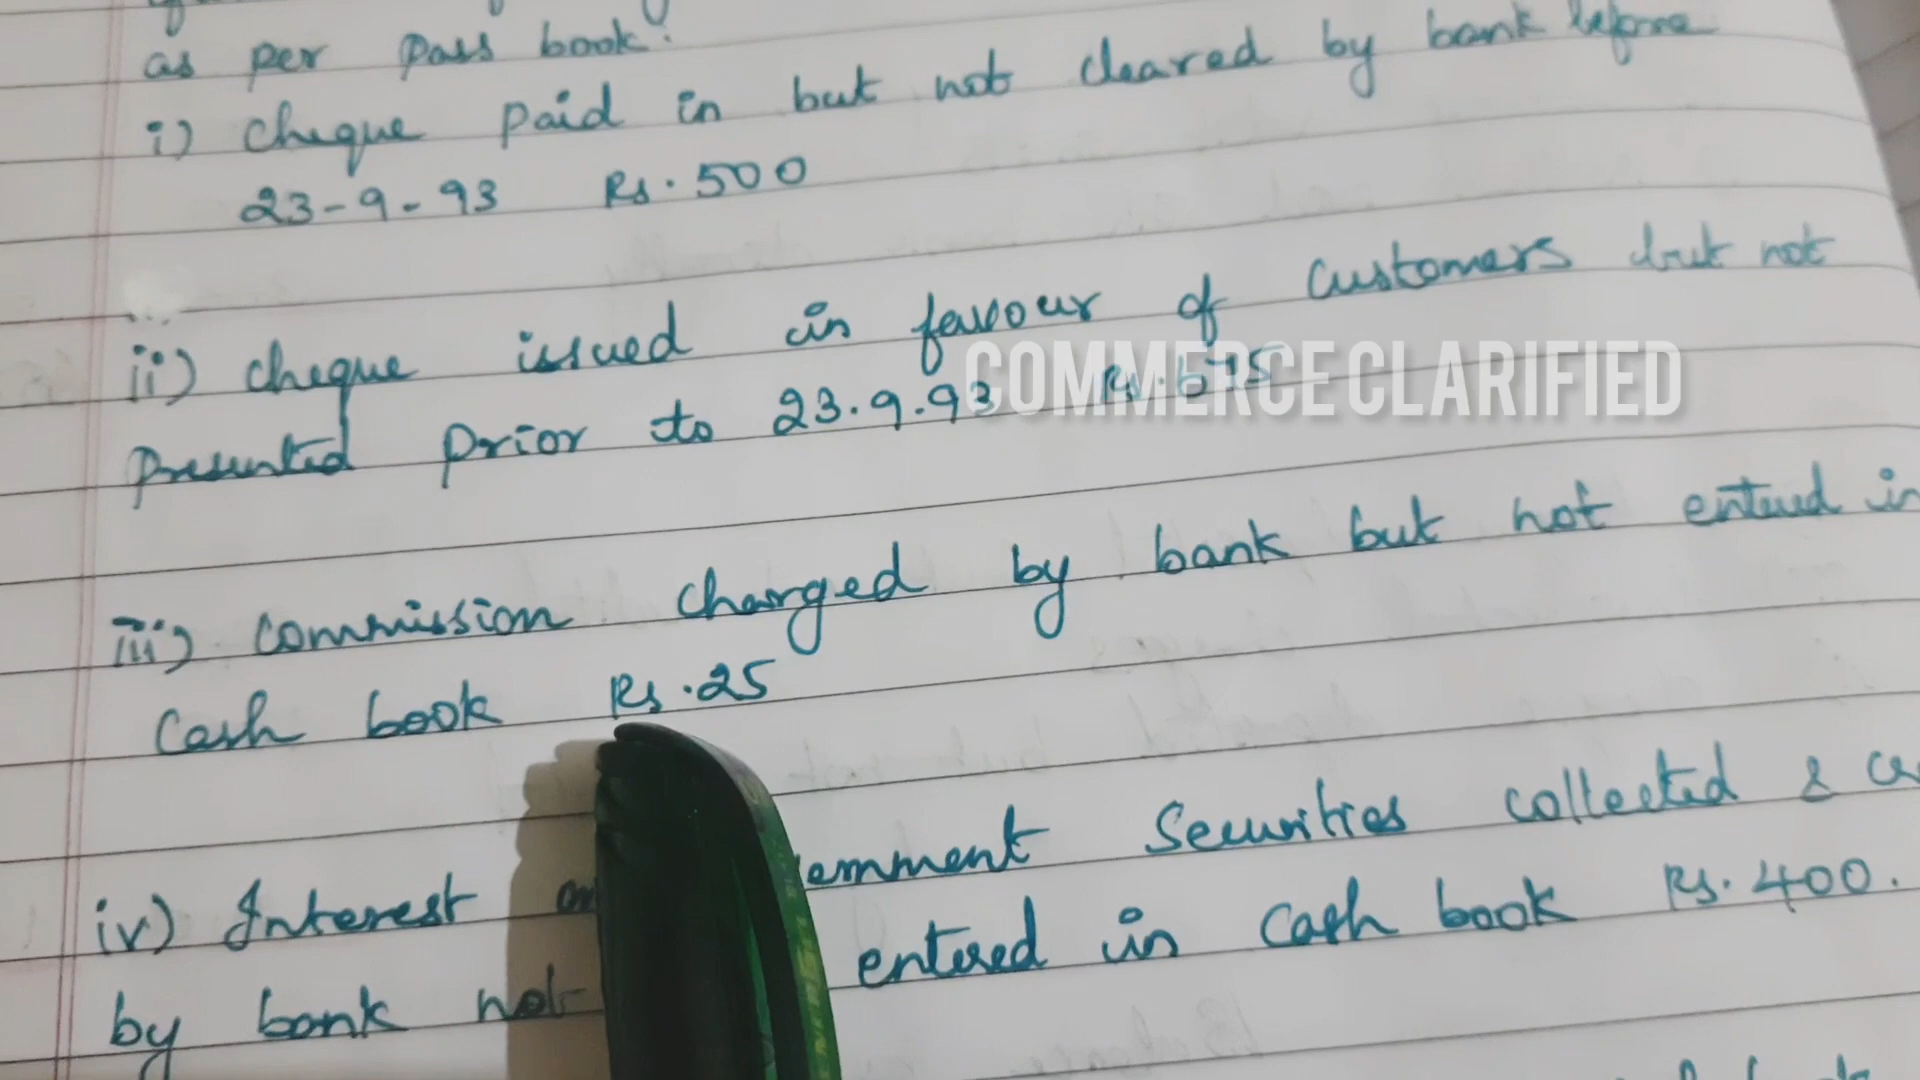 as per pass book.
i) cheque paid in but not cleared by bank before
23-9-93 Rs.500
ii) cheque issued in favour of customers but not
presented prior to 23.9.93
COMMERCE CLARIFIED
iii) commission charged by bank but not entered in
Cash book Rs.25
iv) Interest on securities collected &
by bank not entered in cash book Rs.400.